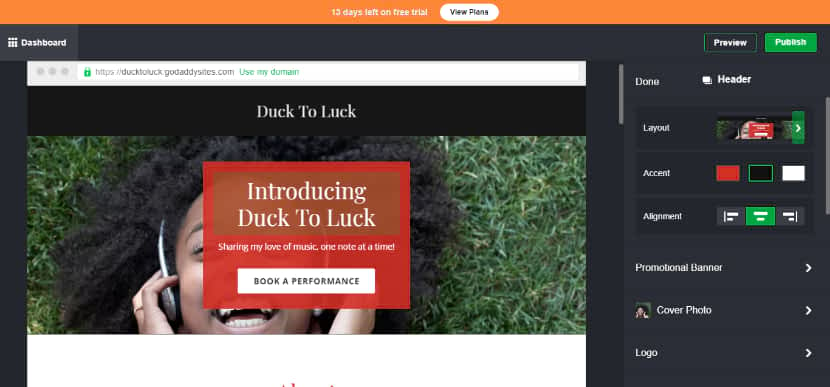 13 days left on free trial View Plans
Dashboard
Preview
Publish
https://ducktoluck.godaddysites.com Use my domain
Duck To Luck
Introducing
Duck To Luck
Sharing my love of music, one note at a time!
BOOK A PERFORMANCE
Done
Header
Layout
Accent
Alignment
Promotional Banner
Cover Photo
Logo